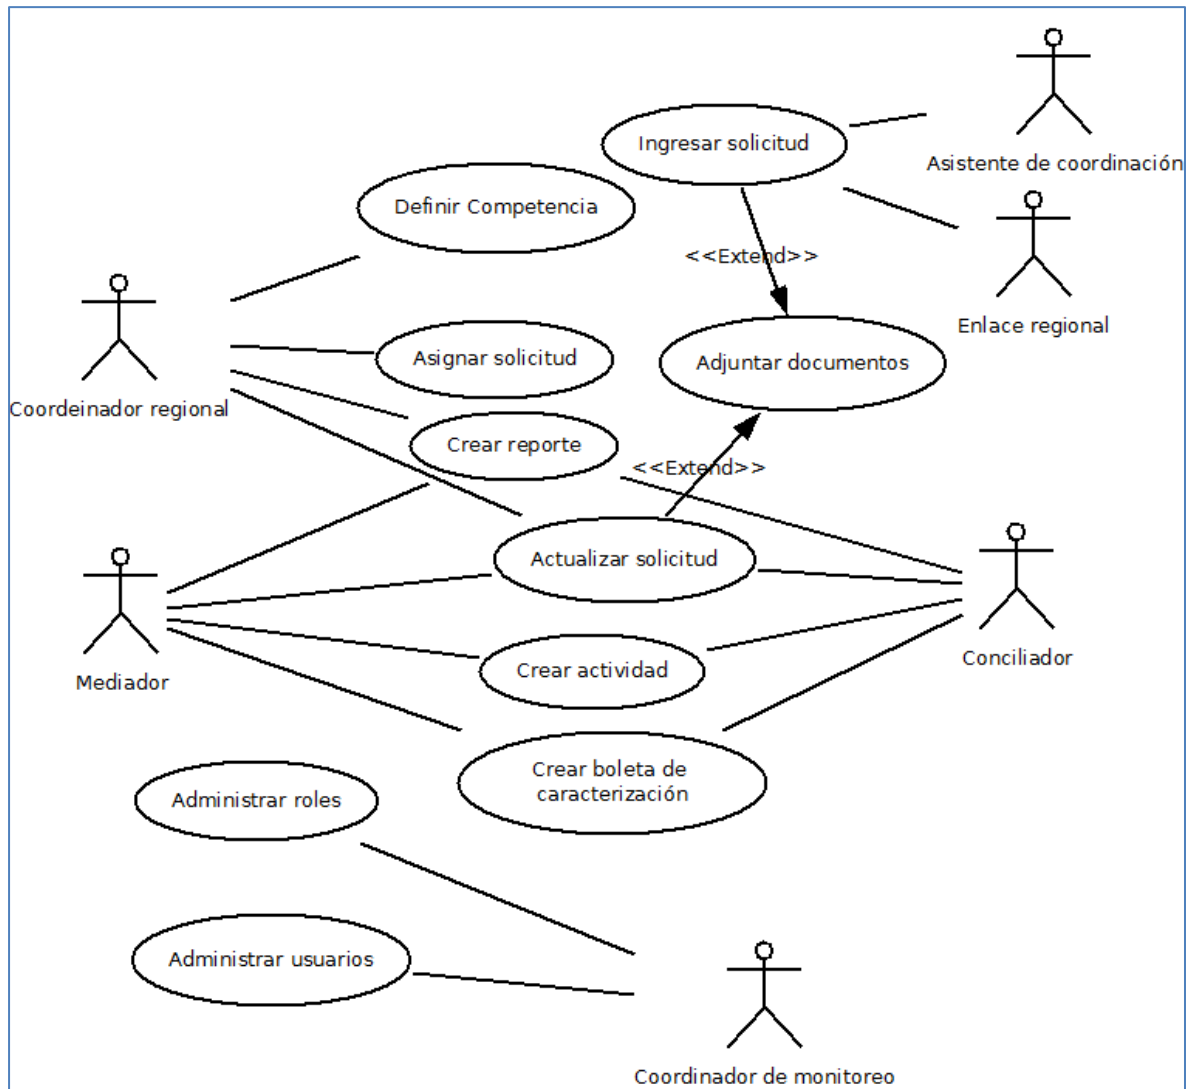 Ingresar solicitud
Asistente de coordinación
Definir Competencia
<<Extend>>
Enlace regional
Asignar solicitud
Adjuntar documentos
Coordeinador regional
Crear reporte
<<Extend>>
Actualizar solicitud
Mediador
Crear actividad
Conciliador
Crear boleta de
caracterización
Administrar roles
Administrar usuarios
Coordinador de monitoreo